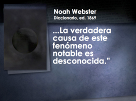 Noah Webster
Diccionario, ed. 1869
...La verdadera
causa de este
fenómeno
notable es
desconocida."